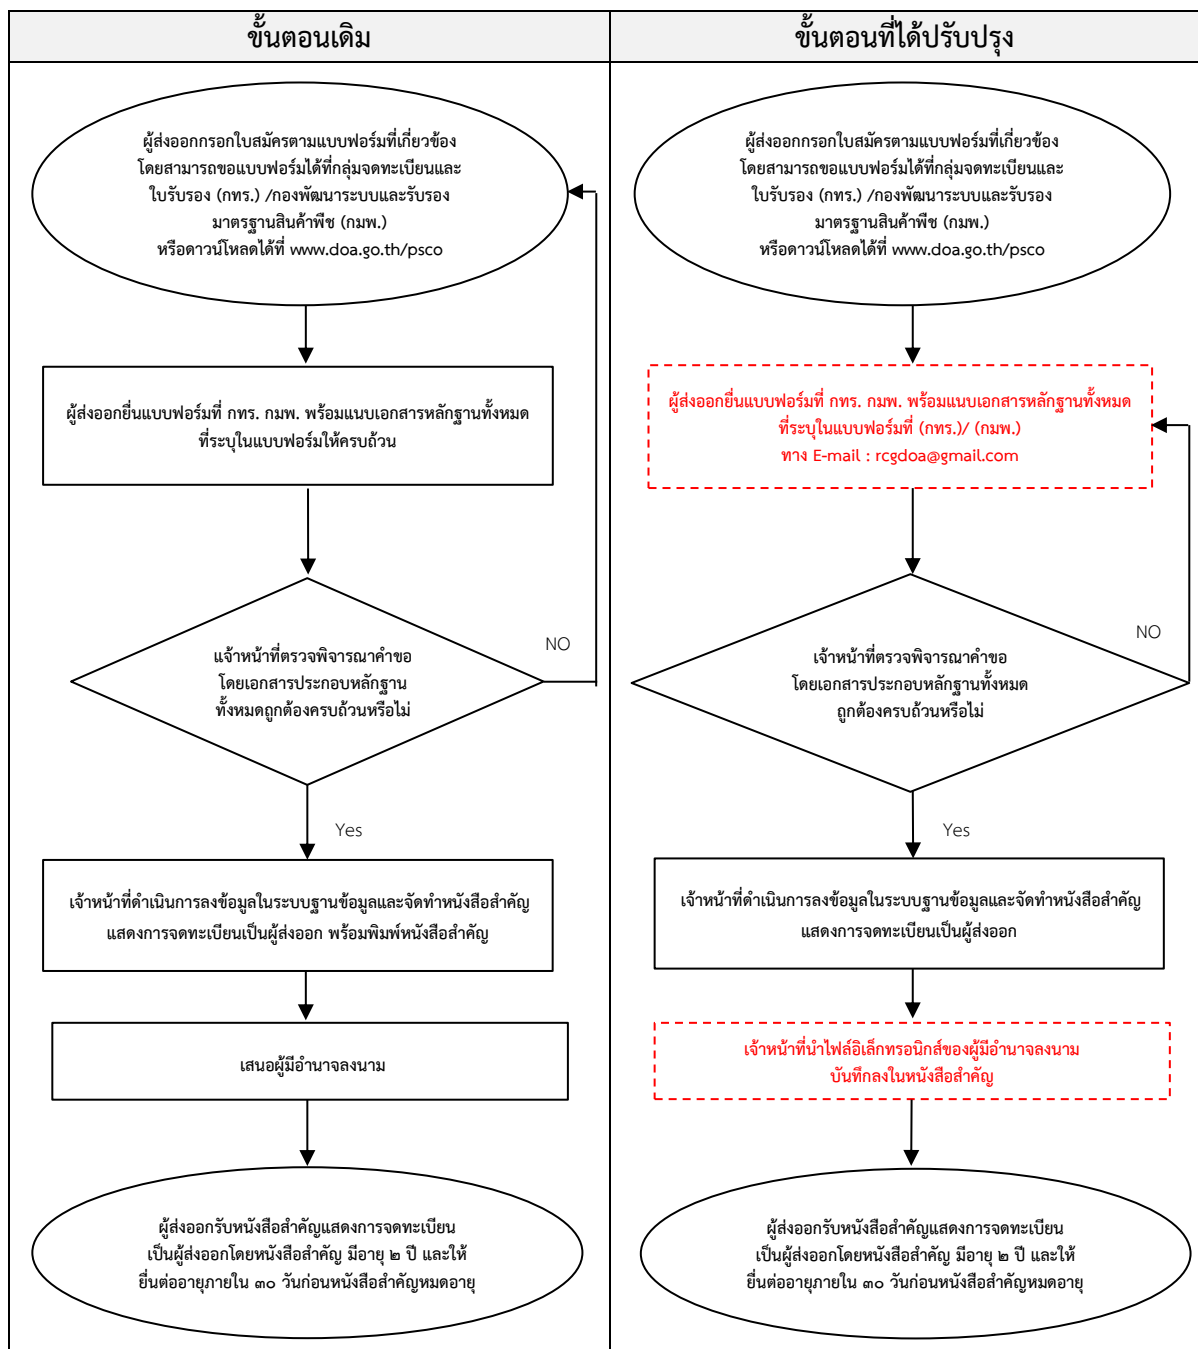 ขั้นตอนเดิม
ผู้ส่งออกกรอกใบสมัครตามแบบฟอร์มที่เกี่ยวข้อง
โดยสามารถขอแบบฟอร์มได้ที่กลุ่มจดทะเบียนและ
ใบรับรอง (กทร.) /กองพัฒนาระบบและรับรอง
มาตรฐานสินค้าพืช (กมพ.)
หรือดาวน์โหลดได้ที่ www.doa.go.th/psco
ผู้ส่งออกยื่นแบบฟอร์มที่ กทร. กมพ. พร้อมแนบเอกสารหลักฐานทั้งหมด
ที่ระบุในแบบฟอร์มให้ครบถ้วน
แจ้าหน้าที่ตรวจพิจารณาคำขอ
โดยเอกสารประกอบหลักฐาน
ทั้งหมดถูกต้องครบถ้วนหรือไม่
NO
Yes
เจ้าหน้าที่ดำเนินการลงข้อมูลในระบบฐานข้อมูลและจัดทำหนังสือสำคัญ
แสดงการจดทะเบียนเป็นผู้ส่งออก พร้อมพิมพ์หนังสือสำคัญ
เสนอผู้มีอำนาจลงนาม
ผู้ส่งออกรับหนังสือสำคัญแสดงการจดทะเบียน
เป็นผู้ส่งออกโดยหนังสือสำคัญ มีอายุ ๒ ปี และให้
ยื่นต่ออายุภายใน ๓๐ วันก่อนหนังสือสำคัญหมดอายุ
ขั้นตอนที่ได้ปรับปรุง
ผู้ส่งออกกรอกใบสมัครตามแบบฟอร์มที่เกี่ยวข้อง
โดยสามารถขอแบบฟอร์มได้ที่กลุ่มจดทะเบียนและ
ใบรับรอง (กทร.) /กองพัฒนาระบบและรับรอง
มาตรฐานสินค้าพืช (กมพ.)
หรือดาวน์โหลดได้ที่ www.doa.go.th/psco
ผู้ส่งออกยื่นแบบฟอร์มที่ กทร. กมพ. พร้อมแนบเอกสารหลักฐานทั้งหมด
ที่ระบุในแบบฟอร์มที่ (กทร.)/ (กมพ.)
ทาง E-mail : rcgdoa@gmail.com
เจ้าหน้าที่ตรวจพิจารณาคำขอ
โดยเอกสารประกอบหลักฐานทั้งหมด
ถูกต้องครบถ้วนหรือไม่
NO
Yes
เจ้าหน้าที่ดำเนินการลงข้อมูลในระบบฐานข้อมูลและจัดทำหนังสือสำคัญ
แสดงการจดทะเบียนเป็นผู้ส่งออก
เจ้าหน้าที่นำไฟล์อิเล็กทรอนิกส์ของผู้มีอำนาจลงนาม
บันทึกลงในหนังสือสำคัญ
ผู้ส่งออกรับหนังสือสำคัญแสดงการจดทะเบียน
เป็นผู้ส่งออกโดยหนังสือสำคัญ มีอายุ ๒ ปี และให้
ยื่นต่ออายุภายใน ๓๐ วันก่อนหนังสือสำคัญหมดอายุ